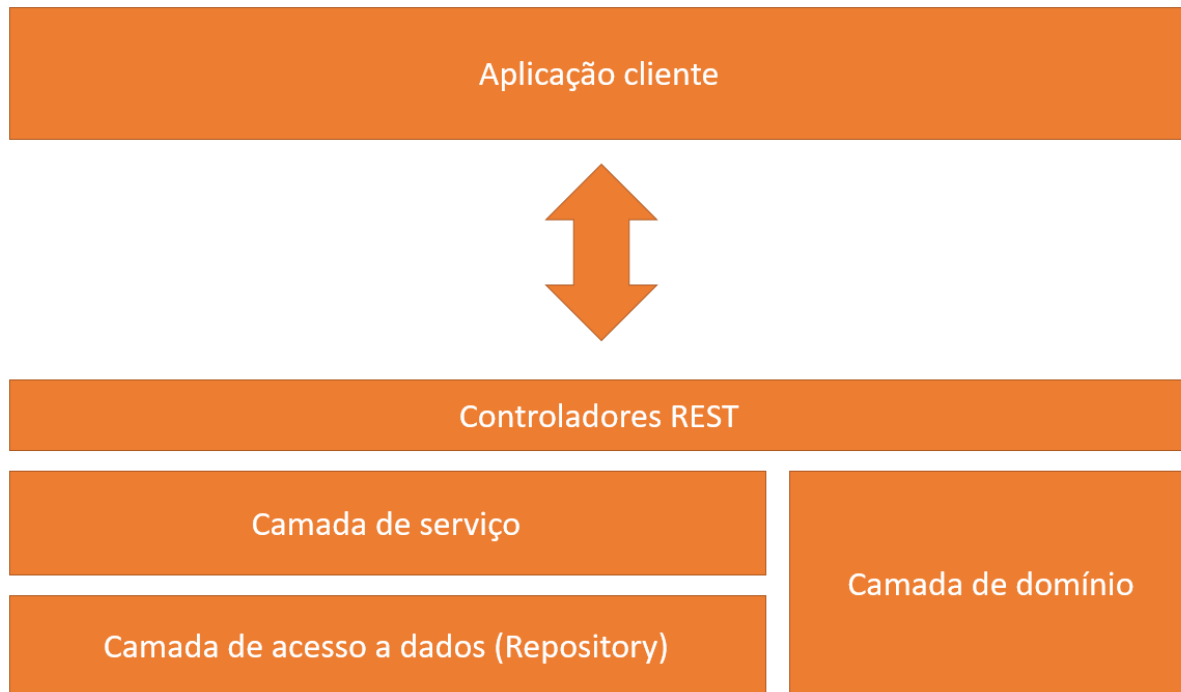 Aplicação cliente
Controladores REST
Camada de serviço
Camada de domínio
Camada de acesso a dados (Repository)